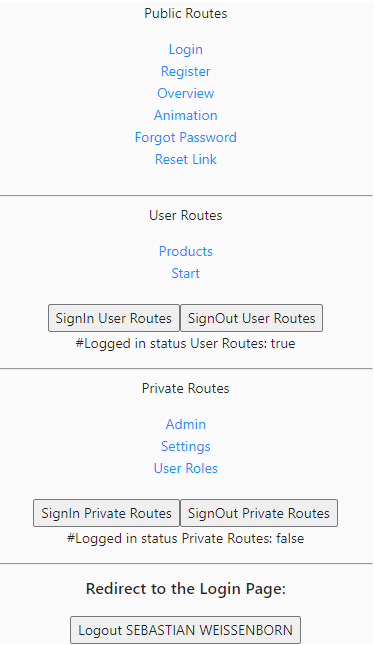 Public Routes
Login
Register
Overview
Animation
Forgot Password
Reset Link
User Routes
Products
Start
SignIn User Routes SignOut User Routes
#Logged in status User Routes: true
Private Routes
Admin
Settings
User Roles
SignIn Private Routes SignOut Private Routes
#Logged in status Private Routes: false
Redirect to the Login Page:
Logout SEBASTIAN WEISSENBORN